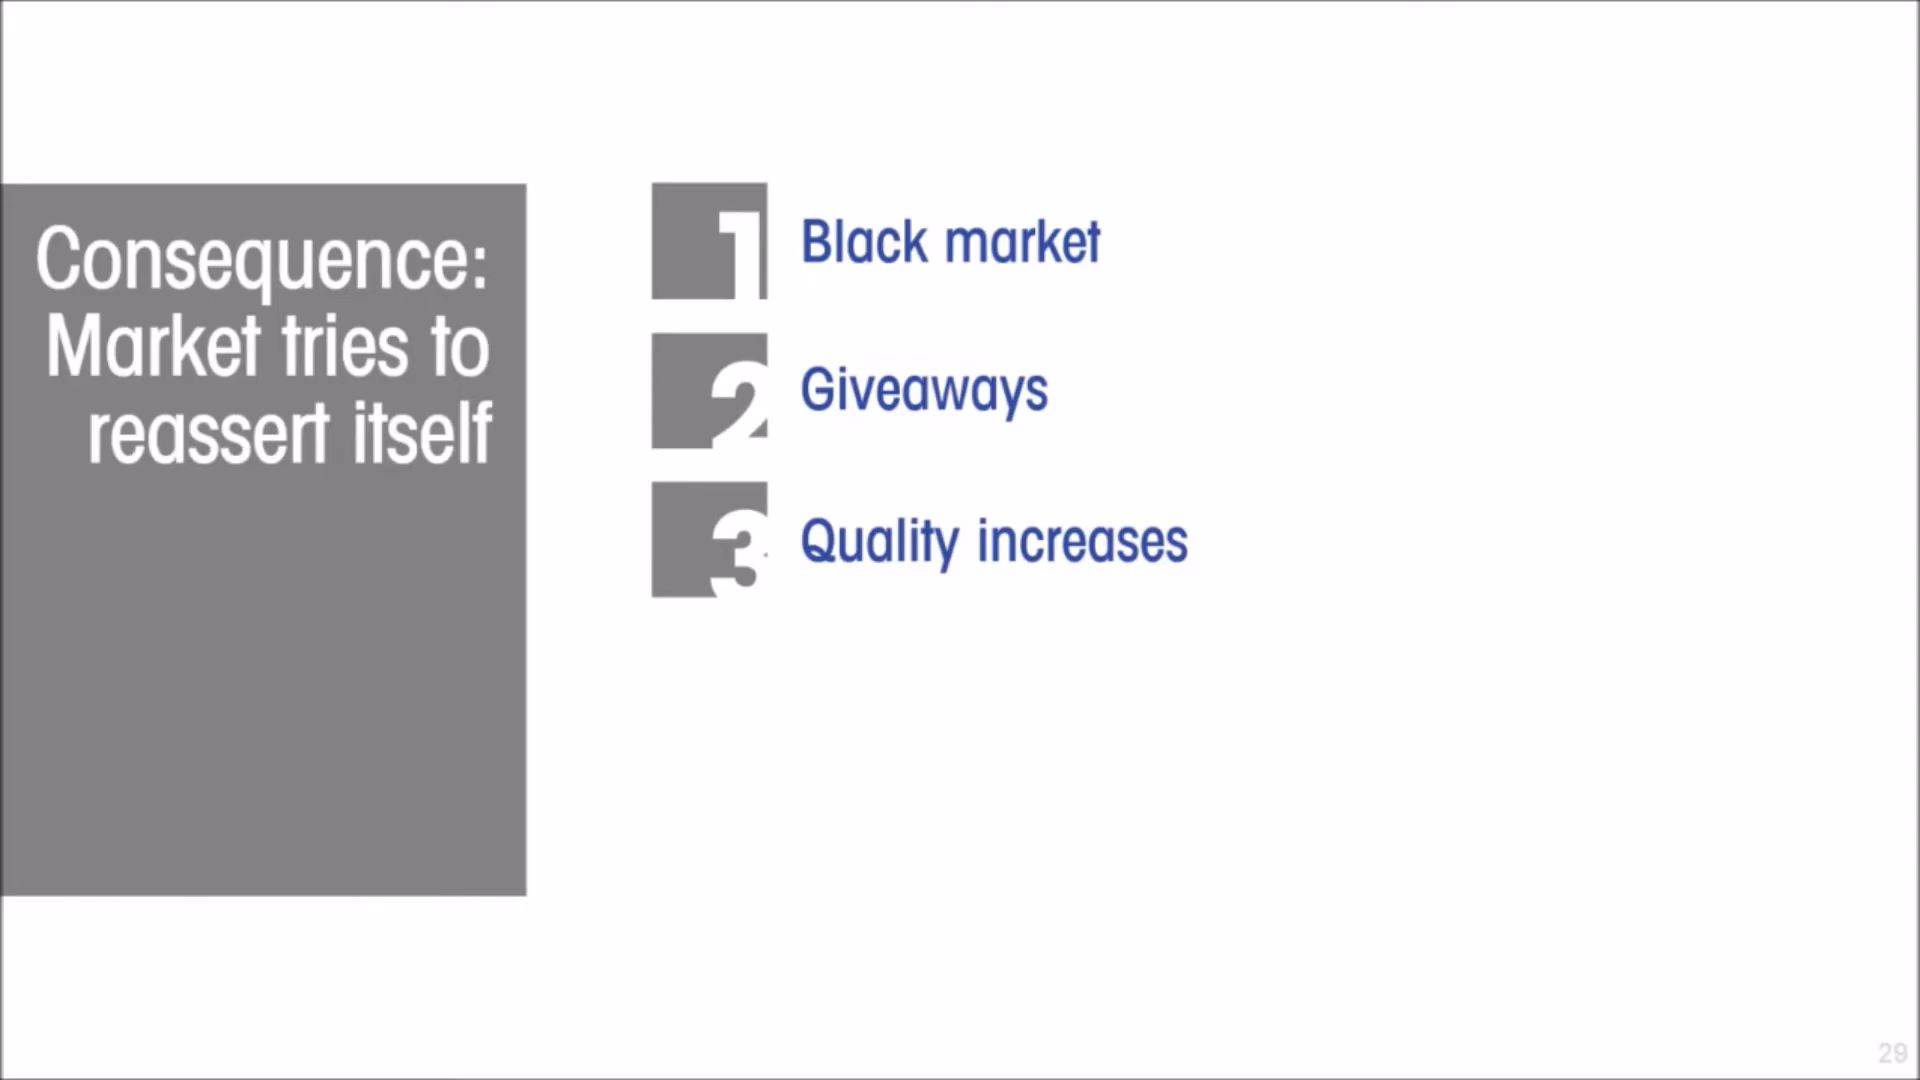 Consequence:
Market tries to
reassert itself
1 Black market
2 Giveaways
3 Quality increases
29